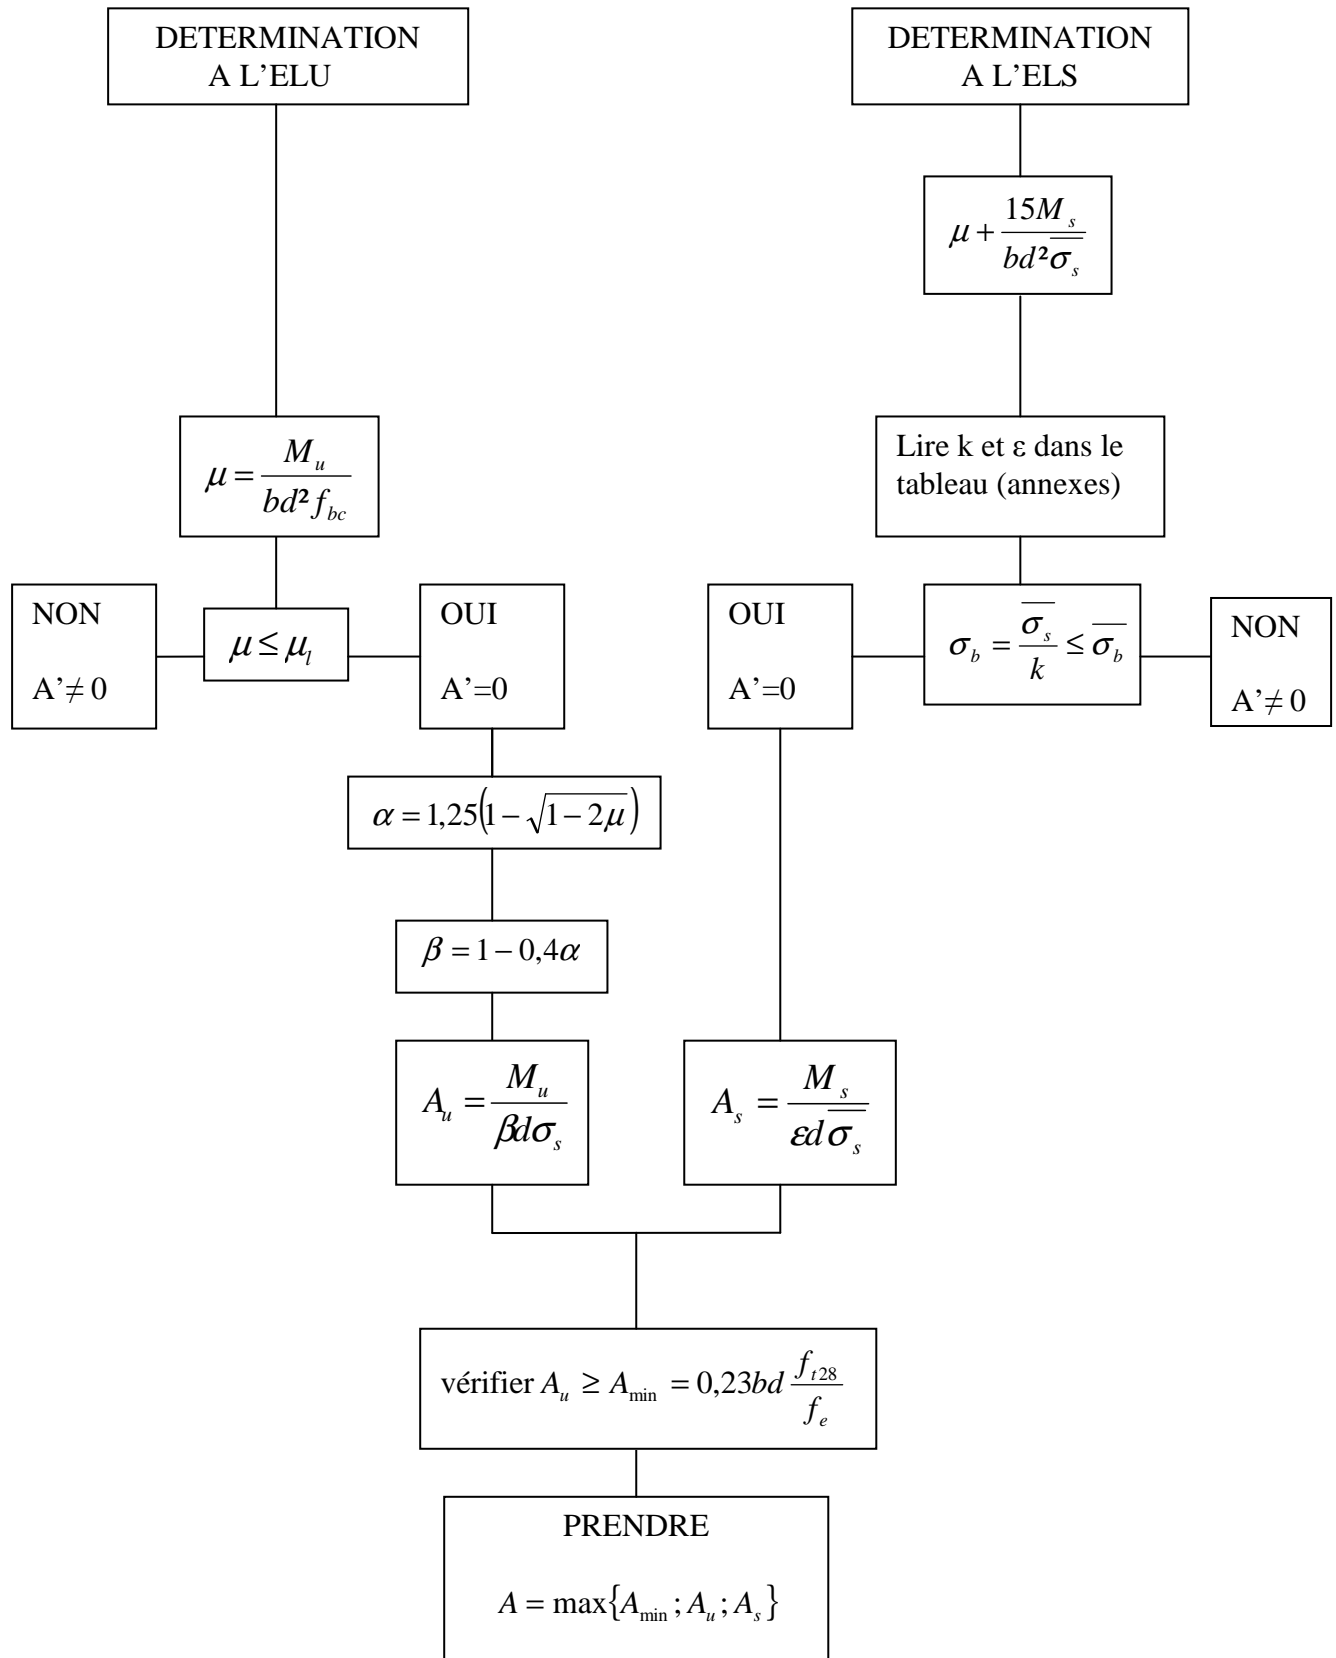 DETERMINATION
A L’ELU
DETERMINATION
A L’ELS
μ + 15M_s / bd²σ̅_s
μ = M_u / bd² f_bc
Lire k et ε dans le
tableau (annexes)
NON
A’≠ 0
μ ≤ μ_l
OUI
A’=0
OUI
A’=0
σ_b = σ̅_s / k ≤ σ̅_b
NON
A’≠ 0
α = 1,25(1 − √(1 − 2μ))
β = 1 − 0,4α
A_u = M_u / βdσ_s
A_s = M_s / εdσ̅_s
vérifier A_u ≥ A_min = 0,23bd f_t28 / f_e
PRENDRE
A = max{A_min ; A_u ; A_s}